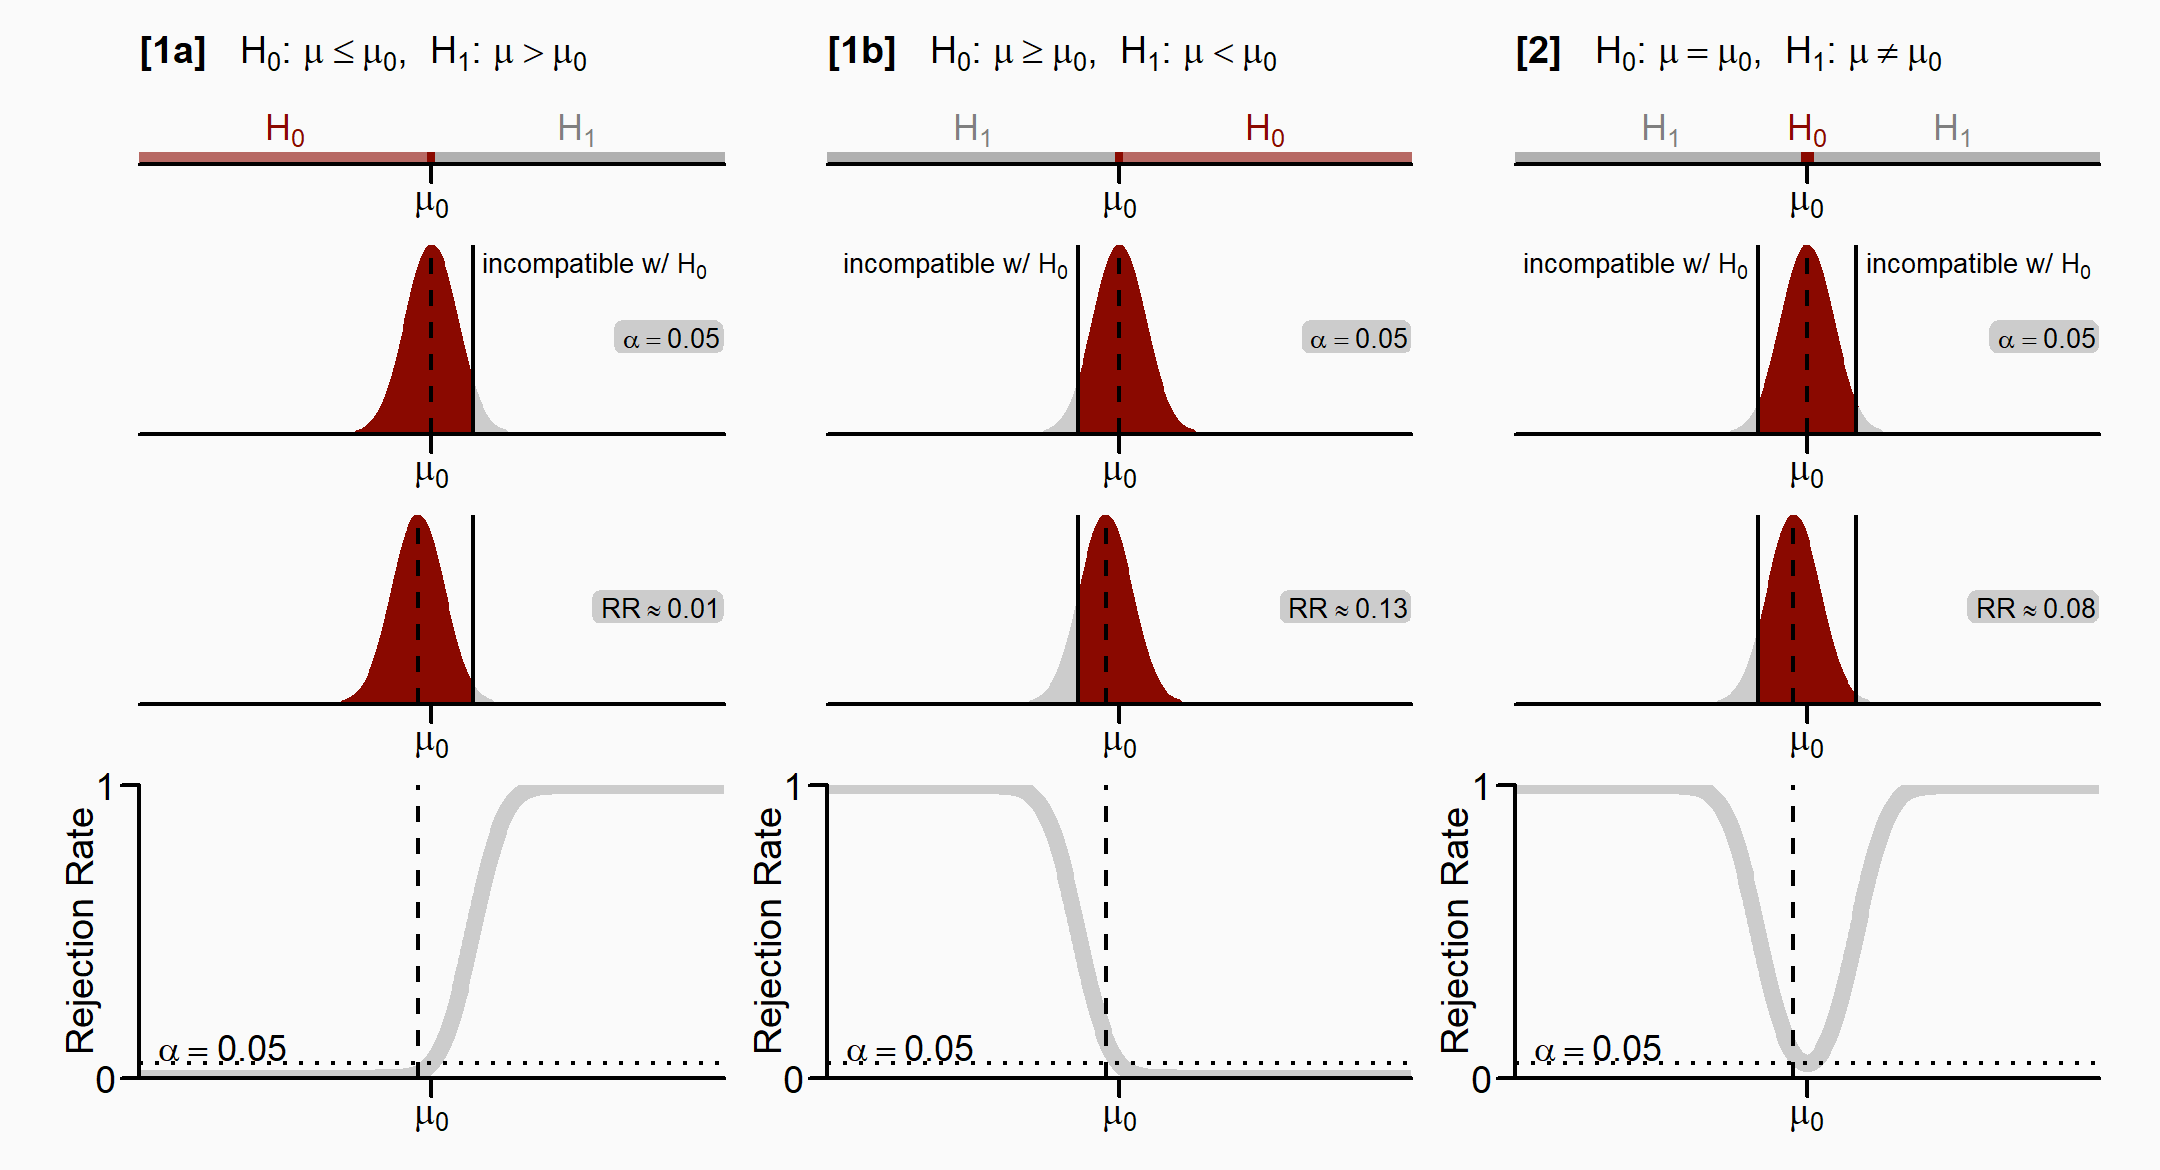 [1a] H₀: μ ≤ μ₀, H₁: μ > μ₀
H₀ H₁
μ₀
incompatible w/ H₀
α = 0.05
μ₀
RR ≈ 0.01
μ₀
Rejection Rate
1
α = 0.05
0
μ₀
[1b] H₀: μ ≥ μ₀, H₁: μ < μ₀
H₁ H₀
μ₀
incompatible w/ H₀
α = 0.05
μ₀
RR ≈ 0.13
μ₀
Rejection Rate
1
α = 0.05
0
μ₀
[2] H₀: μ = μ₀, H₁: μ ≠ μ₀
H₁ H₀ H₁
μ₀
incompatible w/ H₀
incompatible w/ H₀
α = 0.05
μ₀
RR ≈ 0.08
μ₀
Rejection Rate
1
α = 0.05
0
μ₀